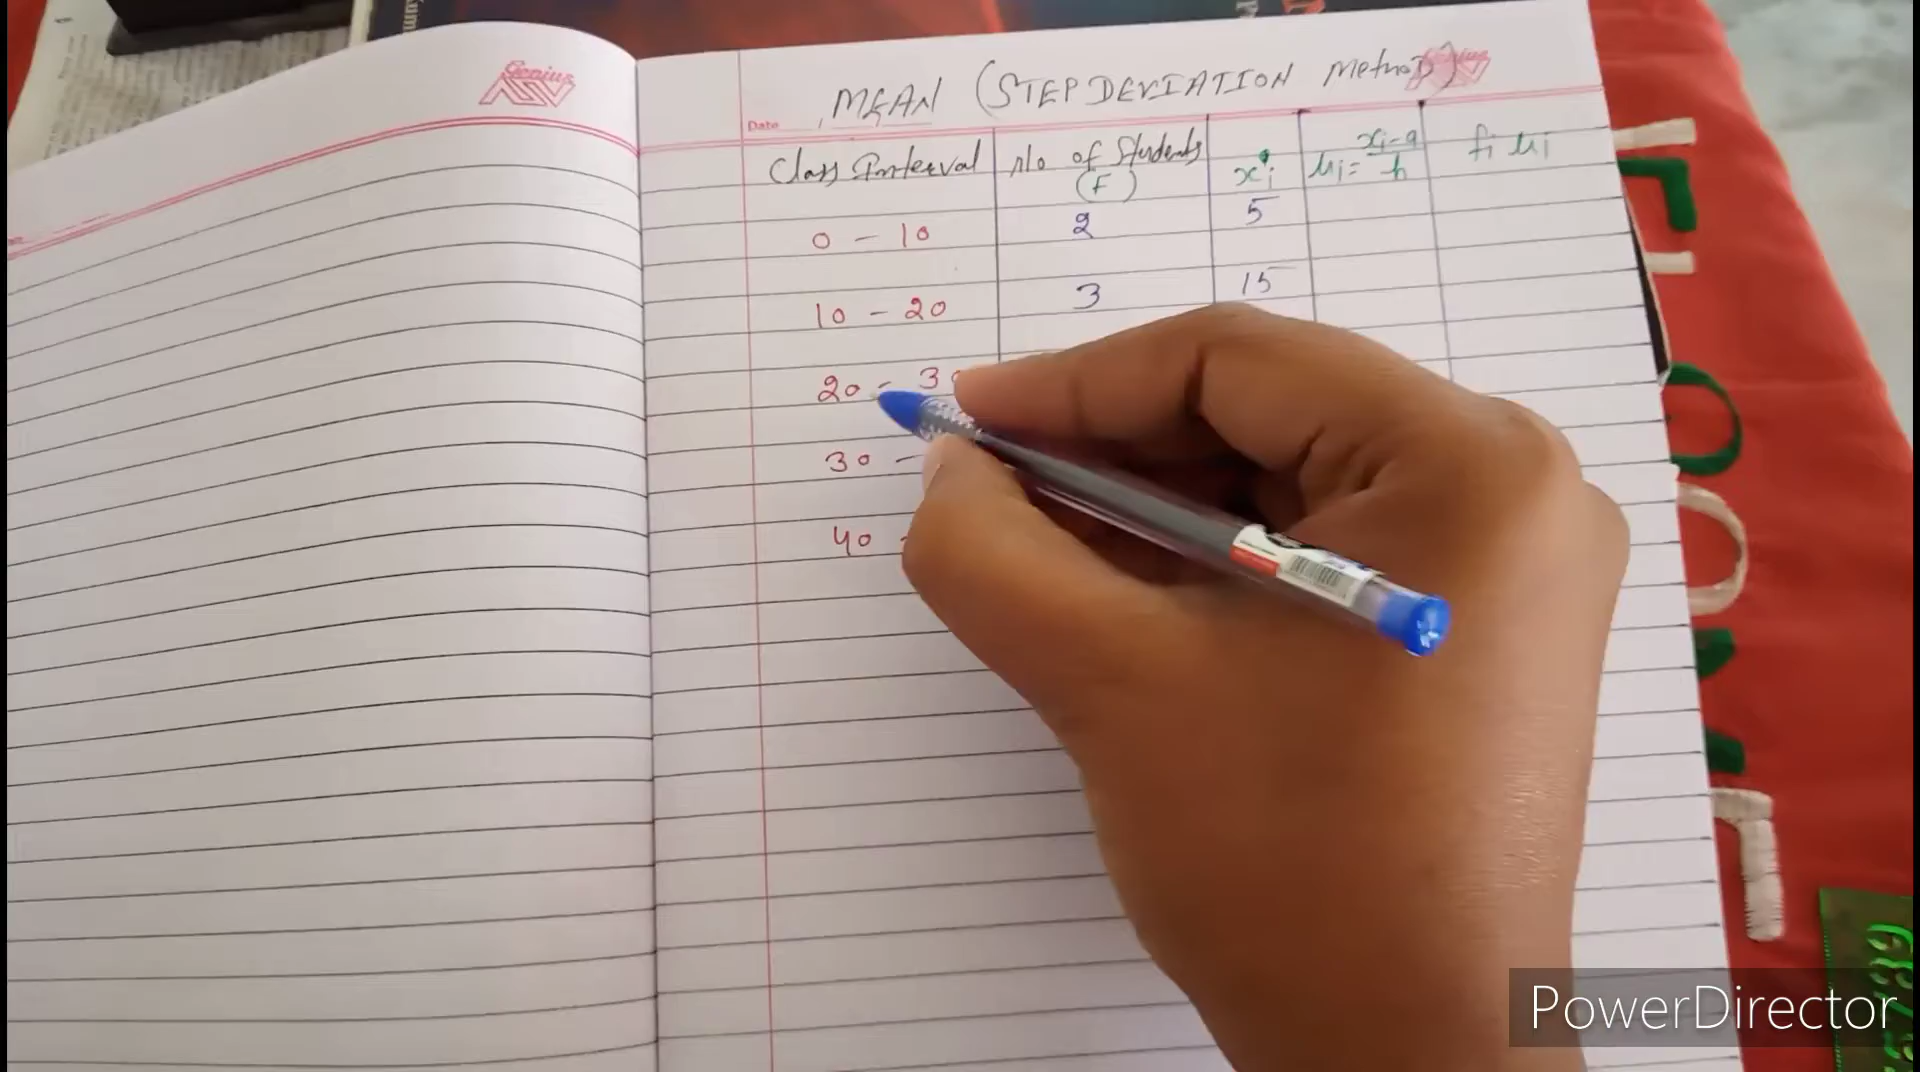 Genius
MEAN (STEP DEVIATION Method)
Date
Class Interval No of Students (F) xi ui = xi-a/h fi ui
0 - 10 2 5
10 - 20 3 15
20 - 30
30 -
40 -
PowerDirector